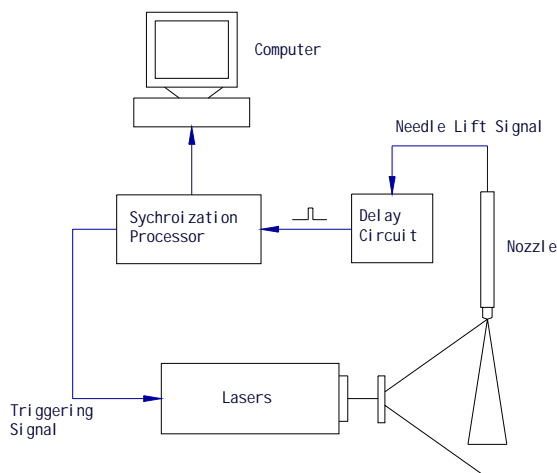 Computer
Needle Lift Signal
Sychroization
Processor
Delay
Circuit
Nozzle
Lasers
Triggering
Signal